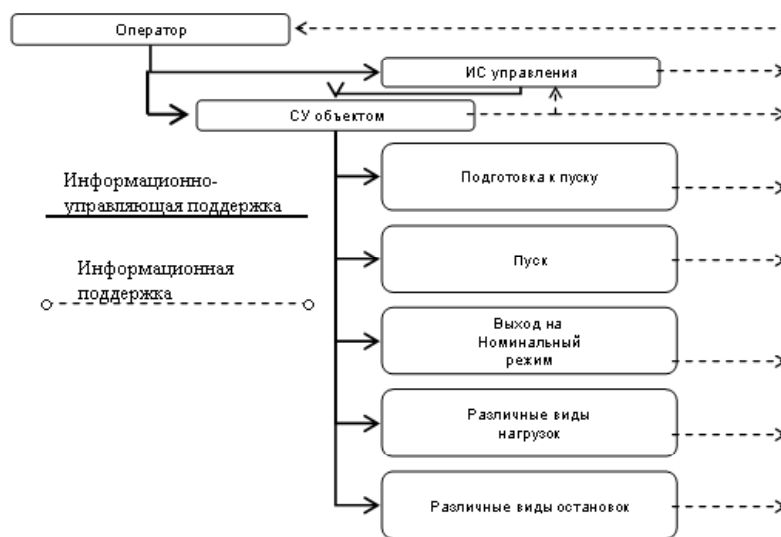 Оператор
ИС управления
СУ объектом
Информационно-
управляющая поддержка
Информационная
поддержка
Подготовка к пуску
Пуск
Выход на
Номинальный
режим
Различные виды
нагрузок
Различные виды остановок